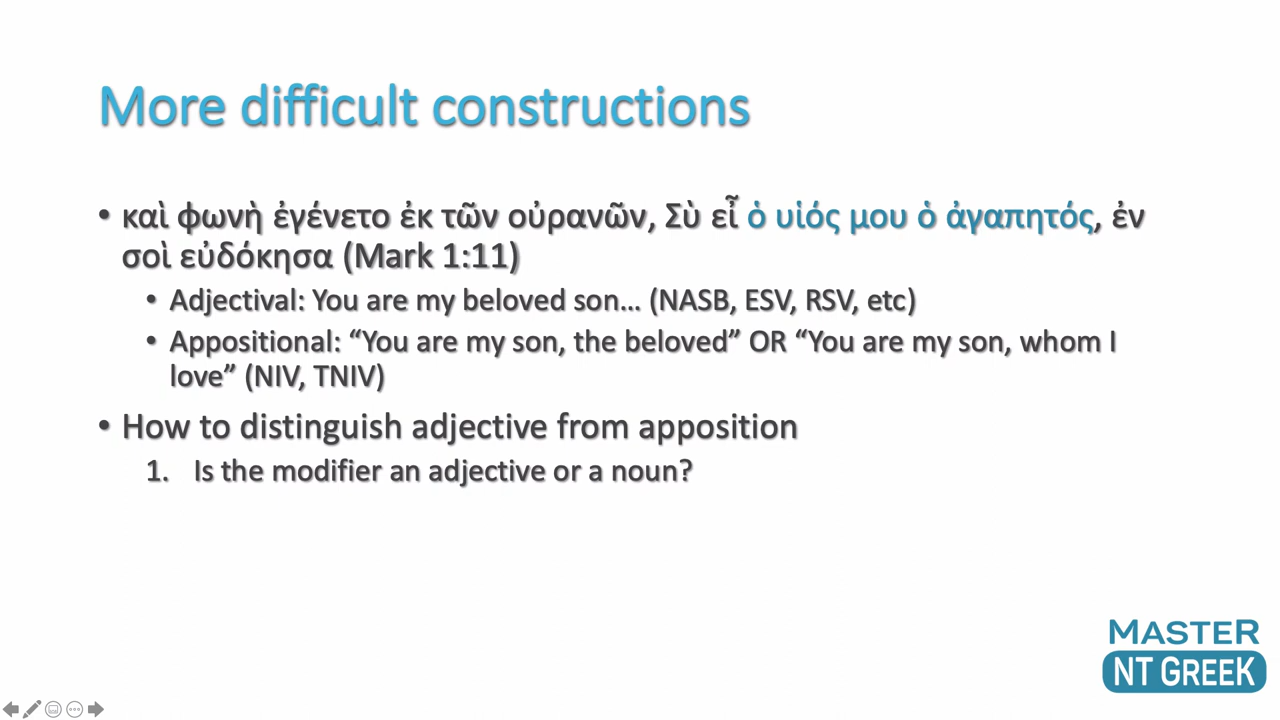 More difficult constructions
• καὶ φωνὴ ἐγένετο ἐκ τῶν οὐρανῶν, Σὺ εἶ ὁ υἱός μου ὁ ἀγαπητός, ἐν
σοὶ εὐδόκησα (Mark 1:11)
• Adjectival: You are my beloved son… (NASB, ESV, RSV, etc)
• Appositional: “You are my son, the beloved” OR “You are my son, whom I
love” (NIV, TNIV)
• How to distinguish adjective from apposition
1. Is the modifier an adjective or a noun?
MASTER
NT GREEK